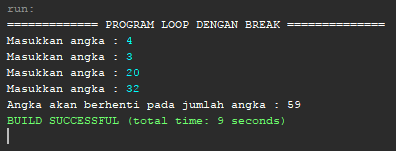 run:
============= PROGRAM LOOP DENGAN BREAK ==============
Masukkan angka : 4
Masukkan angka : 3
Masukkan angka : 20
Masukkan angka : 32
Angka akan berhenti pada jumlah angka : 59
BUILD SUCCESSFUL (total time: 9 seconds)